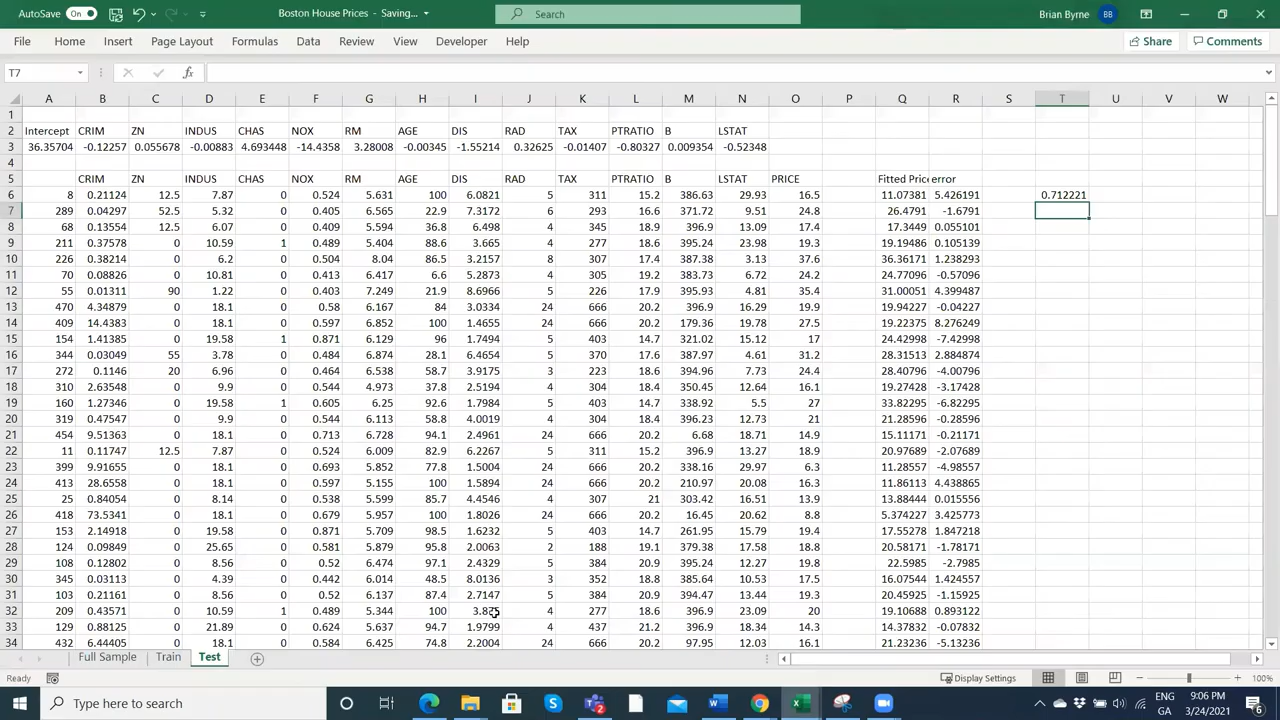 AutoSave On Boston House Prices - Saving... Search Brian Byrne BB
File Home Insert Page Layout Formulas Data Review View Developer Help Share Comments
T7 fx
A B C D E F G H I J K L M N O P Q R S T U V W
1
2 Intercept CRIM ZN INDUS CHAS NOX RM AGE DIS RAD TAX PTRATIO B LSTAT
3 36.35704 -0.12257 0.055678 -0.00883 4.693448 -14.4358 3.28008 -0.00345 -1.55214 0.32625 -0.01407 -0.80327 0.009354 -0.52348
4
5 CRIM ZN INDUS CHAS NOX RM AGE DIS RAD TAX PTRATIO B LSTAT PRICE Fitted Price error
6 8 0.21124 12.5 7.87 0 0.524 5.631 100 6.0821 5 311 15.2 386.63 29.93 16.5 11.07381 5.426191 0.712221
7 289 0.04297 52.5 5.32 0 0.405 6.565 22.9 7.3172 6 293 16.6 371.72 9.51 24.8 26.4791 -1.6791
8 68 0.13554 12.5 6.07 0 0.409 5.594 36.8 6.498 4 345 18.9 396.9 13.09 17.4 17.3449 0.055101
9 211 0.37578 0 10.59 1 0.489 5.404 88.6 3.665 4 277 18.6 395.24 23.98 19.3 19.19486 0.105139
10 226 0.38214 0 6.2 0 0.504 8.04 86.5 3.2157 8 307 17.4 387.38 3.13 37.6 36.36171 1.238293
11 70 0.08826 0 10.81 0 0.413 6.417 6.6 5.2873 4 305 19.2 383.73 6.72 24.2 24.77096 -0.57096
12 55 0.01311 90 1.22 0 0.403 7.249 21.9 8.6966 5 226 17.9 395.93 4.81 35.4 31.00051 4.399487
13 470 4.34879 0 18.1 0 0.58 6.167 84 3.0334 24 666 20.2 396.9 16.29 19.9 19.94227 -0.04227
14 409 14.4383 0 18.1 0 0.597 6.852 100 1.4655 24 666 20.2 179.36 19.78 27.5 19.22375 8.276249
15 154 1.41385 0 19.58 1 0.871 6.129 96 1.7494 5 403 14.7 321.02 15.12 17 24.42998 -7.42998
16 344 0.03049 55 3.78 0 0.484 6.874 28.1 6.4654 5 370 17.6 387.97 4.61 31.2 28.31513 2.884874
17 272 0.1146 20 6.96 0 0.464 6.538 58.7 3.9175 3 223 18.6 394.96 7.73 24.4 28.40796 -4.00796
18 310 2.63548 0 9.9 0 0.544 4.973 37.8 2.5194 4 304 18.4 350.45 12.64 16.1 19.27428 -3.17428
19 160 1.27346 0 19.58 1 0.605 6.25 92.6 1.7984 5 403 14.7 338.92 5.5 27 33.82295 -6.82295
20 319 0.47547 0 9.9 0 0.544 6.113 58.8 4.0019 4 304 18.4 396.23 12.73 21 21.28596 -0.28596
21 454 9.51363 0 18.1 0 0.713 6.728 94.1 2.4961 24 666 20.2 6.68 18.71 14.9 15.11171 -0.21171
22 11 0.11747 12.5 7.87 0 0.524 6.009 82.9 6.2267 5 311 15.2 396.9 13.27 18.9 20.97689 -2.07689
23 399 9.91655 0 18.1 0 0.693 5.852 77.8 1.5004 24 666 20.2 338.16 29.97 6.3 11.28557 -4.98557
24 413 28.6558 0 18.1 0 0.597 5.155 100 1.5894 24 666 20.2 210.97 20.08 16.3 11.86113 4.438865
25 25 0.84054 0 8.14 0 0.538 5.599 85.7 4.4546 4 307 21 303.42 16.51 13.9 13.88444 0.015556
26 418 73.5341 0 18.1 0 0.679 5.957 100 1.8026 24 666 20.2 16.45 20.62 8.8 5.374227 3.425773
27 153 2.14918 0 19.58 0 0.871 5.709 98.5 1.6232 5 403 14.7 261.95 15.79 19.4 17.55278 1.847218
28 124 0.09849 0 25.65 0 0.581 5.879 95.8 2.0063 2 188 19.1 379.38 17.58 18.8 20.58171 -1.78171
29 108 0.12802 0 8.56 0 0.52 6.474 97.1 2.4329 5 384 20.9 395.24 12.27 19.8 22.5985 -2.7985
30 345 0.03113 0 4.39 0 0.442 6.014 48.5 8.0136 3 352 18.8 385.64 10.53 17.5 16.07544 1.424557
31 103 0.21161 0 8.56 0 0.52 6.137 87.4 2.7147 5 384 20.9 394.47 13.44 19.3 20.45925 -1.15925
32 209 0.43571 0 10.59 1 0.489 5.344 100 3.875 4 277 18.6 396.9 23.09 20 19.10688 0.893122
33 129 0.88125 0 21.89 0 0.624 5.637 94.7 1.9799 4 437 21.2 396.9 18.34 14.3 14.37832 -0.07832
34 432 6.44405 0 18.1 0 0.584 6.425 74.8 2.2004 24 666 20.2 97.95 12.03 16.1 21.23236 -5.13236
Full Sample Train Test
Ready Display Settings 100%
Type here to search ENG 9:06 PM
GA 3/24/2021 6